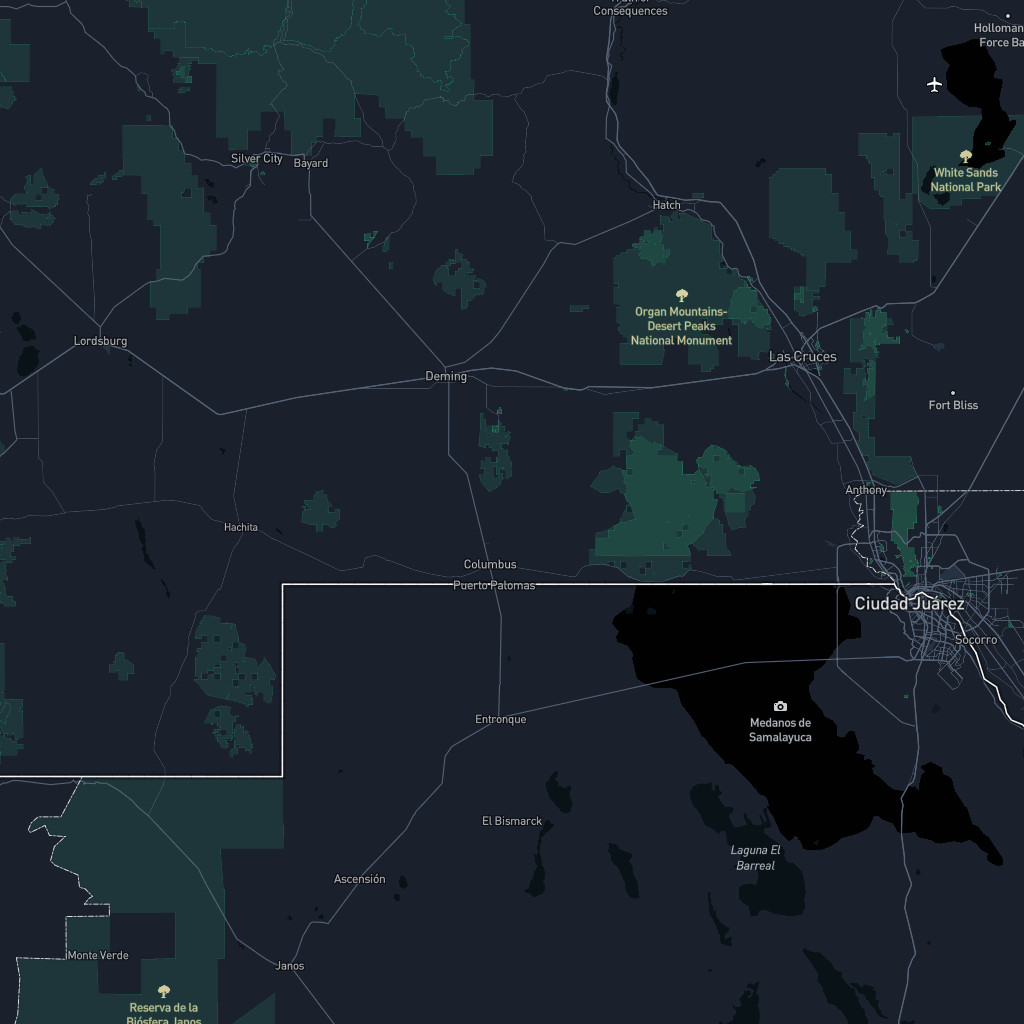 Consequences
Holloman
Force Ba
Silver City
Bayard
White Sands
National Park
Hatch
Organ Mountains-
Desert Peaks
National Monument
Lordsburg
Las Cruces
Deming
Fort Bliss
Anthony
Hachita
Columbus
Puerto Palomas
Ciudad Juárez
Socorro
Entronque
Medanos de
Samalayuca
El Bismarck
Laguna El
Barreal
Ascensión
Monte Verde
Janos
Reserva de la
Biósfera Janos